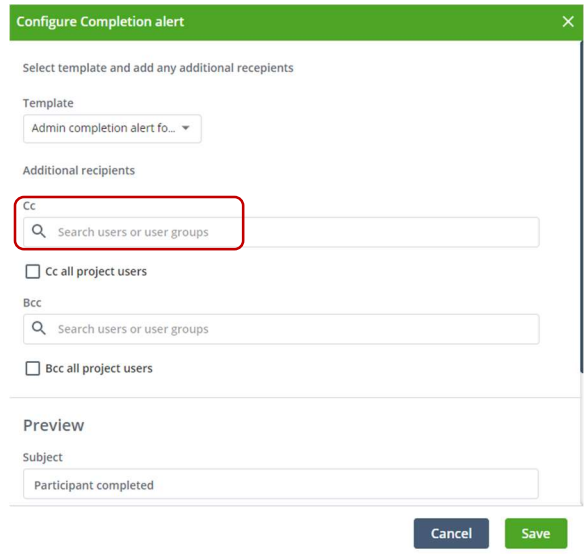 Configure Completion alert
Select template and add any additional recepients
Template
Admin completion alert fo...
Additional recipients
Cc
Search users or user groups
Cc all project users
Bcc
Search users or user groups
Bcc all project users
Preview
Subject
Participant completed
Cancel Save